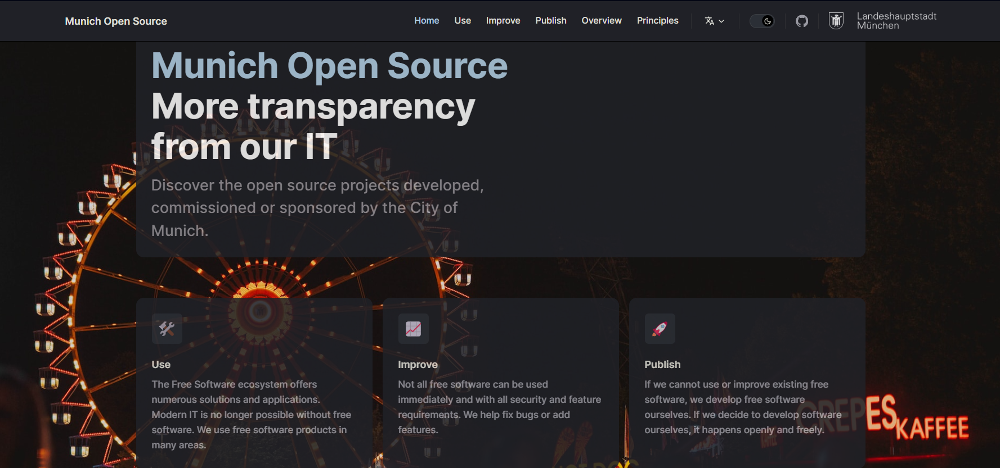 Munich Open Source
Home Use Improve Publish Overview Principles
Landeshauptstadt
München
Munich Open Source
More transparency
from our IT
Discover the open source projects developed,
commissioned or sponsored by the City of
Munich.
Use
The Free Software ecosystem offers
numerous solutions and applications.
Modern IT is no longer possible without free
software. We use free software products in
many areas.
Improve
Not all free software can be used
immediately and with all security and feature
requirements. We help fix bugs or add
features.
Publish
If we cannot use or improve existing free
software, we develop free software
ourselves. If we decide to develop software
ourselves, it happens openly and freely.
CREPES
KAFFEE